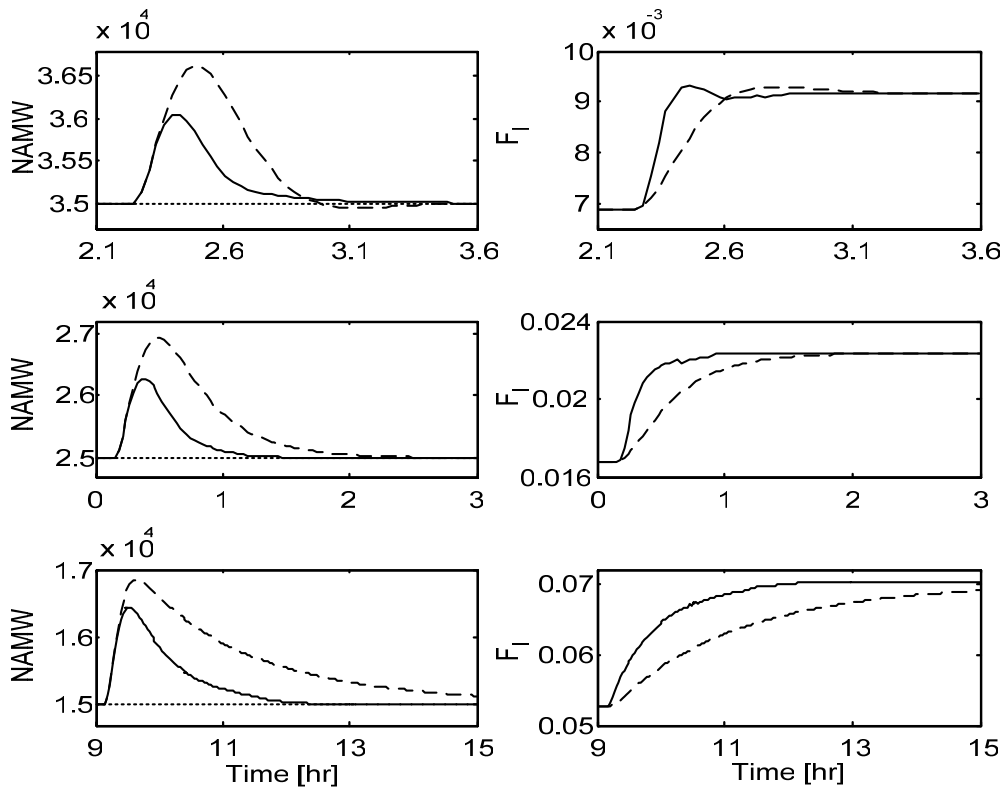 x 10^4
NAMW
3.65
3.6
3.55
3.5
2.1 2.6 3.1 3.6
x 10^-3
F_I
10
9
8
7
2.1 2.6 3.1 3.6
x 10^4
NAMW
2.7
2.6
2.5
0 1 2 3
F_I
0.024
0.02
0.016
0 1 2 3
x 10^4
NAMW
1.7
1.6
1.5
9 11 13 15
Time [hr]
F_I
0.07
0.06
0.05
9 11 13 15
Time [hr]